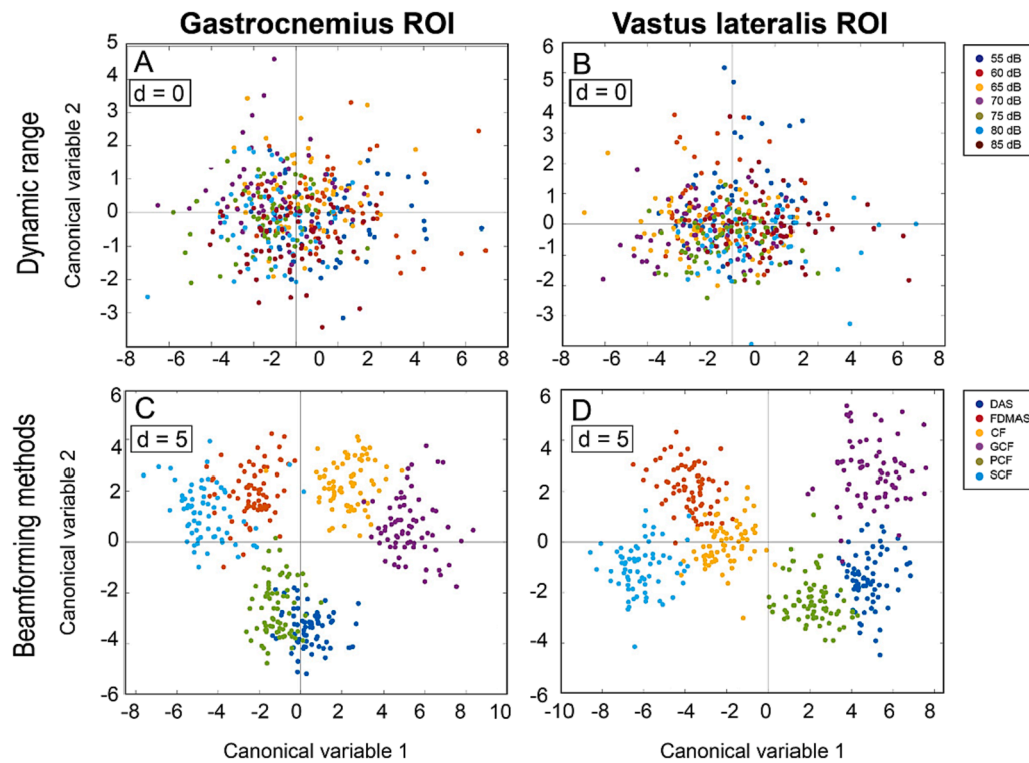 Gastrocnemius ROI
Vastus lateralis ROI
Dynamic range
Canonical variable 2
A
d = 0
5
4
3
2
1
0
-1
-2
-3
-8 -6 -4 -2 0 2 4 6 8
B
d = 0
6
5
4
3
2
1
0
-1
-2
-3
-8 -6 -4 -2 0 2 4 6 8
55 dB
60 dB
65 dB
70 dB
75 dB
80 dB
85 dB
Beamforming methods
Canonical variable 2
C
d = 5
6
4
2
0
-2
-4
-6
-8 -6 -4 -2 0 2 4 6 8 10
Canonical variable 1
D
d = 5
6
4
2
0
-2
-4
-6
-10 -8 -6 -4 -2 0 2 4 6 8
Canonical variable 1
DAS
FDMAS
CF
GCF
PCF
SCF